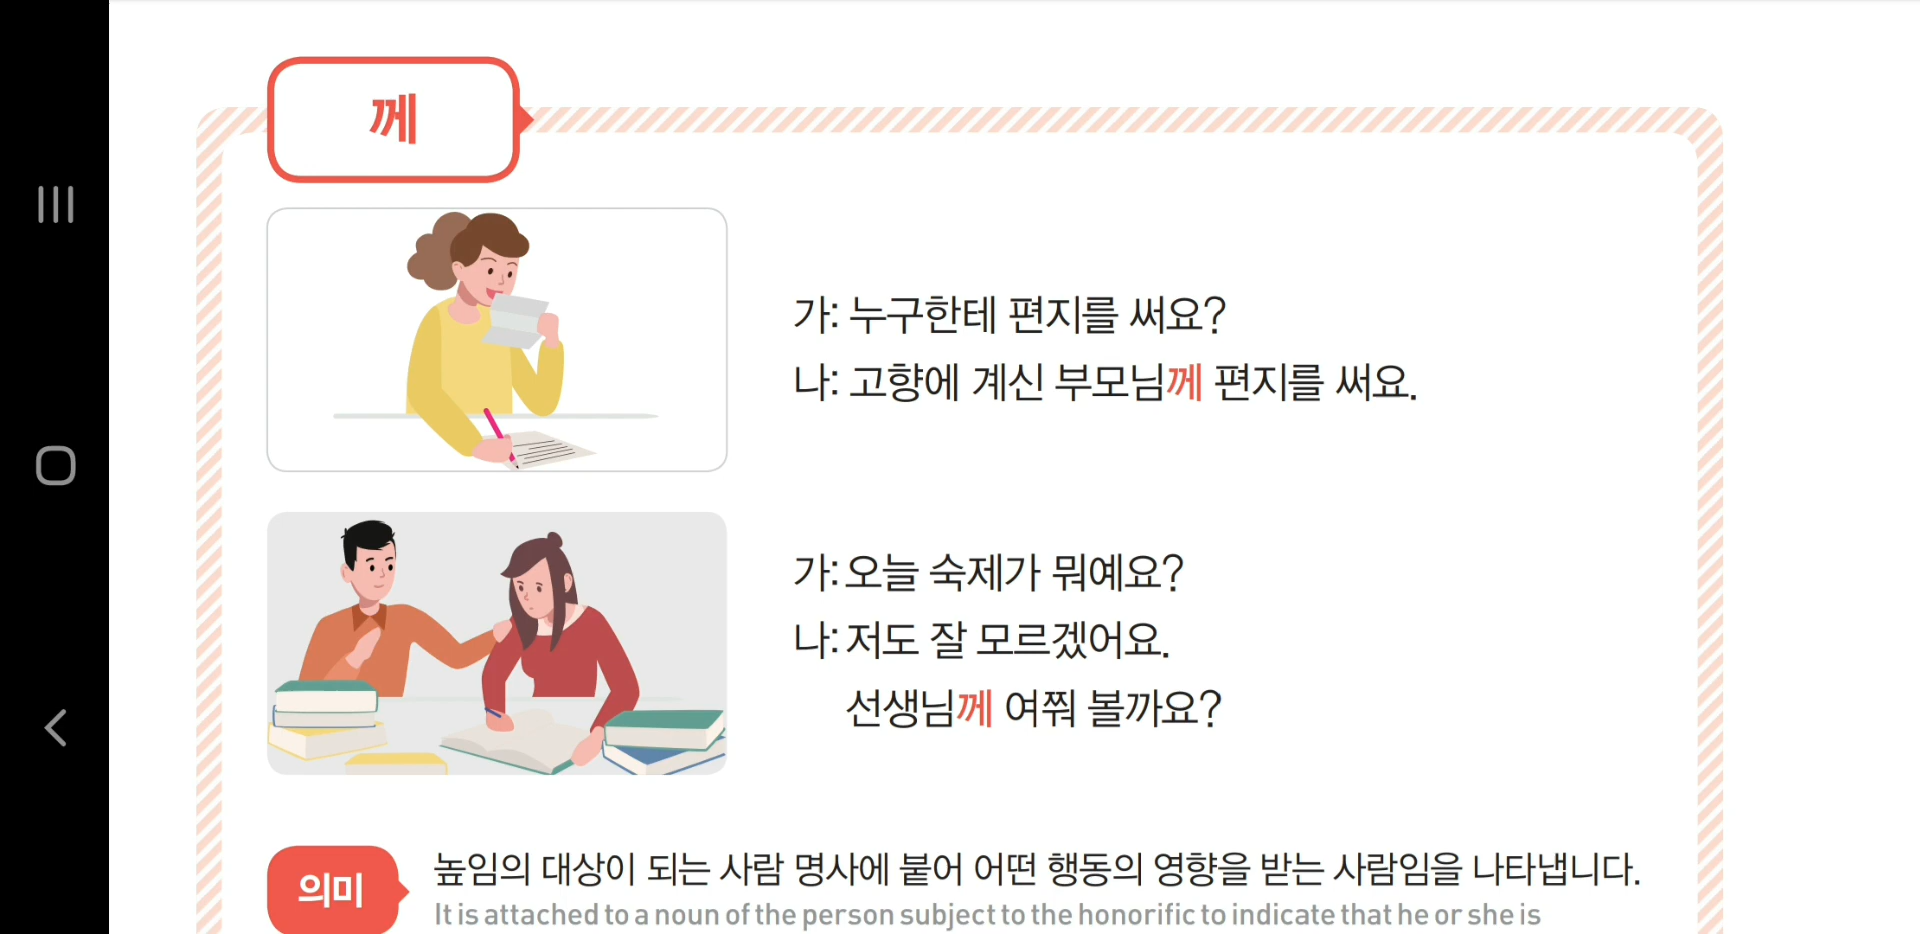 께
가: 누구한테 편지를 써요?
나: 고향에 계신 부모님께 편지를 써요.
가: 오늘 숙제가 뭐예요?
나: 저도 잘 모르겠어요.
선생님께 여쭤 볼까요?
의미
높임의 대상이 되는 사람 명사에 붙어 어떤 행동의 영향을 받는 사람임을 나타냅니다.
It is attached to a noun of the person subject to the honorific to indicate that he or she is